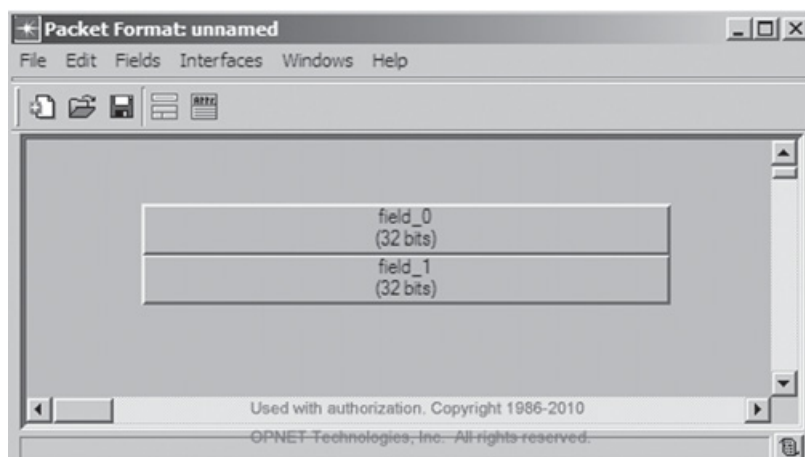 Packet Format: unnamed
File Edit Fields Interfaces Windows Help
Attr.
field_0
(32 bits)
field_1
(32 bits)
Used with authorization. Copyright 1986-2010
OPNET Technologies, Inc. All rights reserved.